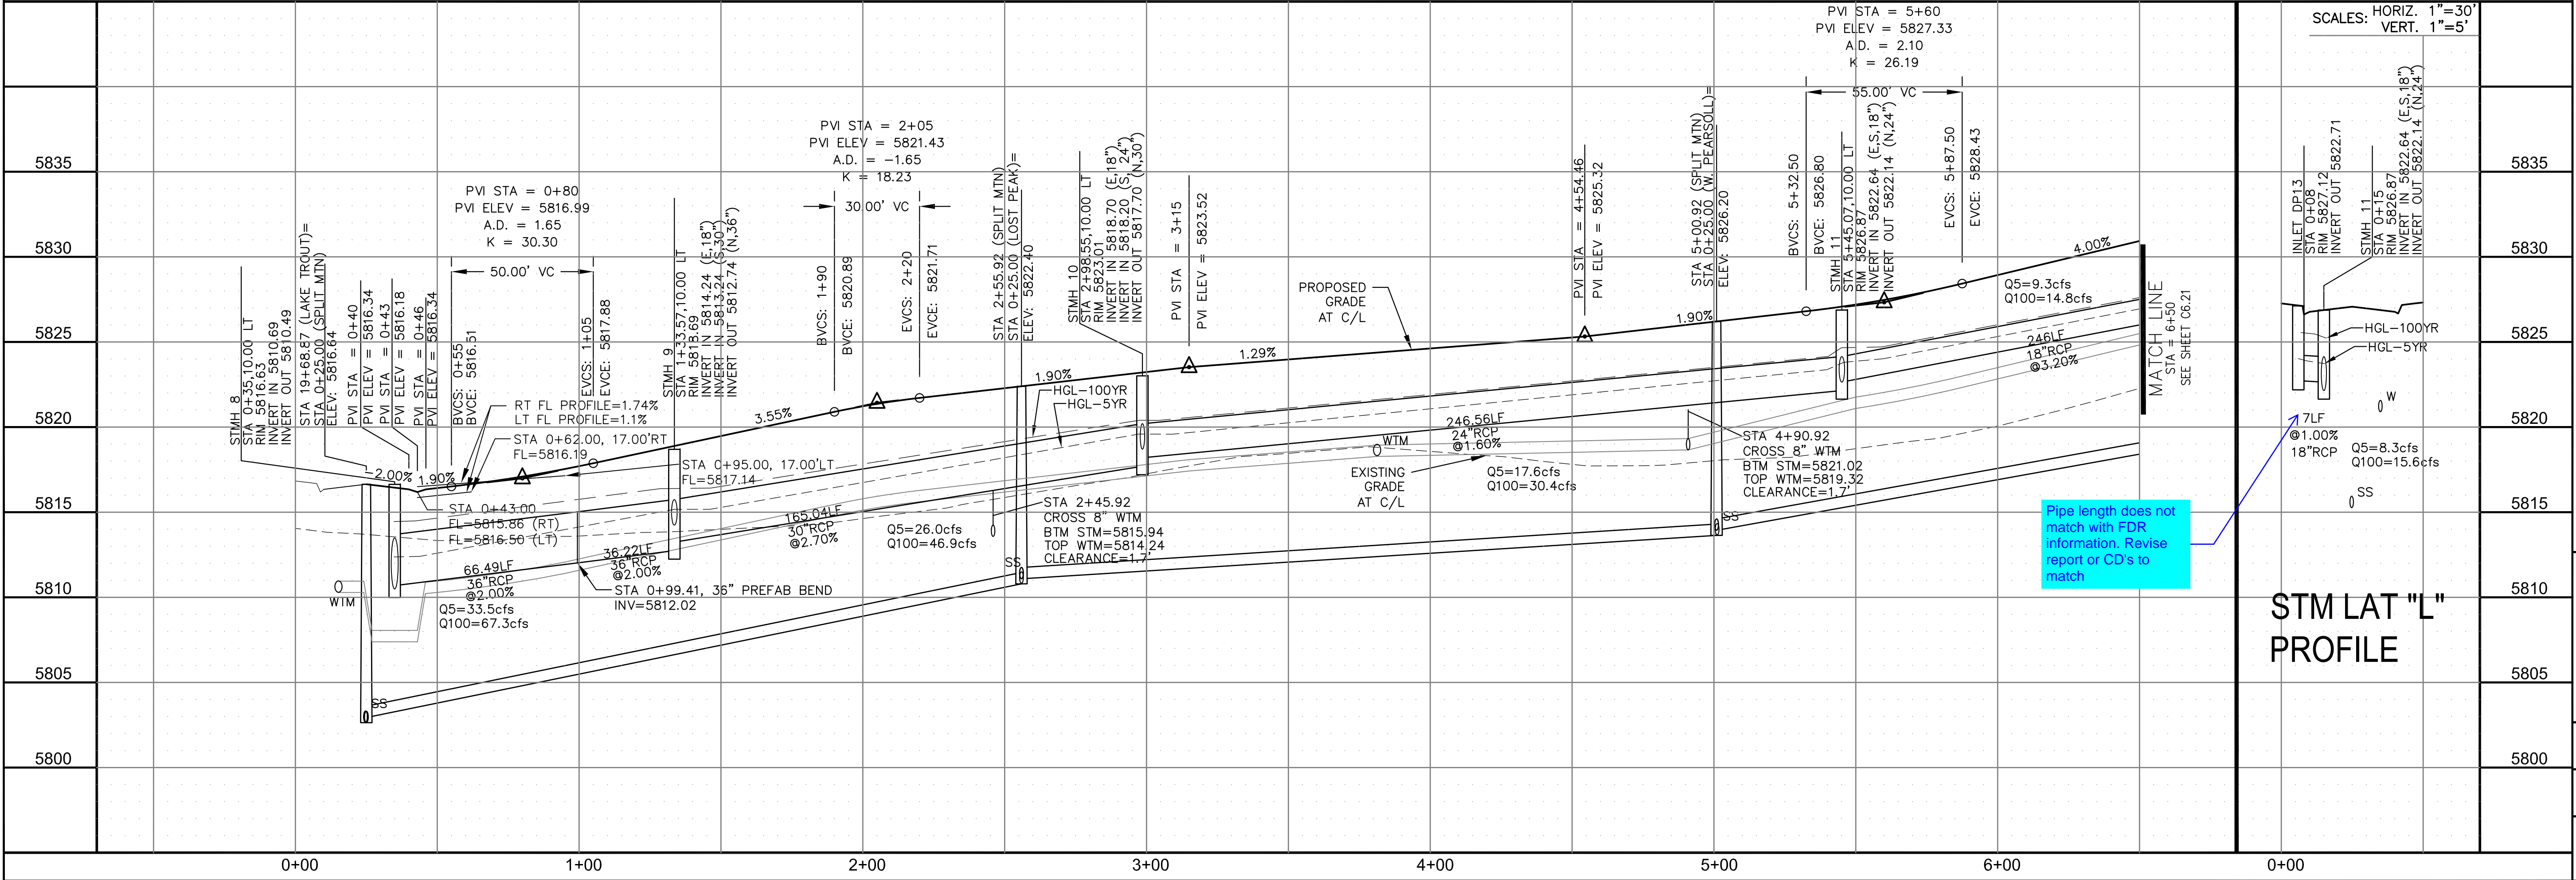 SCALES: HORIZ. 1"=30'
VERT. 1"=5'
5835
5830
5825
5820
5815
5810
5805
5800
STMH 8
STA 0+35,10.00 LT
RIM 5816.63
INVERT IN 5810.69
INVERT OUT 5810.49
STA 19+68.87 (LAKE TROUT)=
STA 0+25.00 (SPLIT MTN)
ELEV: 5816.64
PVI STA = 0+40
PVI ELEV = 5816.34
PVI STA = 0+43
PVI ELEV = 5816.18
PVI STA = 0+46
PVI ELEV = 5816.34
BVCS: 0+55
BVCE: 5816.51
PVI STA = 0+80
PVI ELEV = 5816.99
A.D. = 1.65
K = 30.30
50.00' VC
EVCS: 1+05
EVCE: 5817.88
RT FL PROFILE=1.74%
LT FL PROFILE=1.1%
STA 0+62.00, 17.00'RT
FL=5816.19
STA 0+95.00, 17.00'LT
FL=5817.14
-2.00%
1.90%
STA 0+43.00
FL=5815.86 (RT)
FL=5816.50 (LT)
WTM
66.49LF
36"RCP
@2.00%
Q5=33.5cfs
Q100=67.3cfs
36.22LF
36"RCP
@2.00%
STA 0+99.41, 36" PREFAB BEND
INV=5812.02
SS
STMH 9
STA 1+33.57,10.00 LT
RIM 5818.69
INVERT IN 5814.24 (E,18")
INVERT IN 5813.24 (S,30")
INVERT OUT 5812.74 (N,36")
3.55%
PVI STA = 2+05
PVI ELEV = 5821.43
A.D. = -1.65
K = 18.23
30.00' VC
BVCS: 1+90
BVCE: 5820.89
EVCS: 2+20
EVCE: 5821.71
165.04LF
30"RCP
@2.70%
Q5=26.0cfs
Q100=46.9cfs
STA 2+55.92 (SPLIT MTN)
STA 0+25.00 (LOST PEAK)=
ELEV: 5822.40
SS
1.90%
HGL-100YR
HGL-5YR
STA 2+45.92
CROSS 8" WTM
BTM STM=5815.94
TOP WTM=5814.24
CLEARANCE=1.7'
STMH 10
STA 2+98.55,10.00 LT
RIM 5823.01
INVERT IN 5818.70 (E,18")
INVERT IN 5818.20 (S, 24")
INVERT OUT 5817.70 (N,30")
PVI STA = 3+15
PVI ELEV = 5823.52
1.29%
PROPOSED
GRADE
AT C/L
WTM
EXISTING
GRADE
AT C/L
246.56LF
24"RCP
@1.60%
Q5=17.6cfs
Q100=30.4cfs
PVI STA = 4+54.46
PVI ELEV = 5825.32
1.90%
STA 5+00.92 (SPLIT MTN)
STA 0+25.00 (W. PEARSOLL)=
ELEV: 5826.20
STA 4+90.92
CROSS 8" WTM
BTM STM=5821.02
TOP WTM=5819.32
CLEARANCE=1.7'
SS
PVI STA = 5+60
PVI ELEV = 5827.33
A.D. = 2.10
K = 26.19
55.00' VC
BVCS: 5+32.50
BVCE: 5826.80
STMH 11
STA 5+45.07,10.00 LT
RIM 5826.87
INVERT IN 5822.64 (E,S,18")
INVERT OUT 5822.14 (N,24")
EVCS: 5+87.50
EVCE: 5828.43
4.00%
Q5=9.3cfs
Q100=14.8cfs
246LF
18"RCP
@3.20%
MATCH LINE
STA = 6+50
SEE SHEET C6.21
Pipe length does not
match with FDR
information. Revise
report or CD's to
match
INLET DP13
STA 0+08
RIM 5827.12
INVERT OUT 5822.71
STMH 11
STA 0+15
RIM 5826.87
INVERT IN 5822.64 (E,S,18")
INVERT OUT 5822.14 (N,24")
HGL-100YR
HGL-5YR
W
7LF
@1.00%
18"RCP
Q5=8.3cfs
Q100=15.6cfs
SS
STM LAT "L"
PROFILE
5835
5830
5825
5820
5815
5810
5805
5800
0+00
1+00
2+00
3+00
4+00
5+00
6+00
0+00